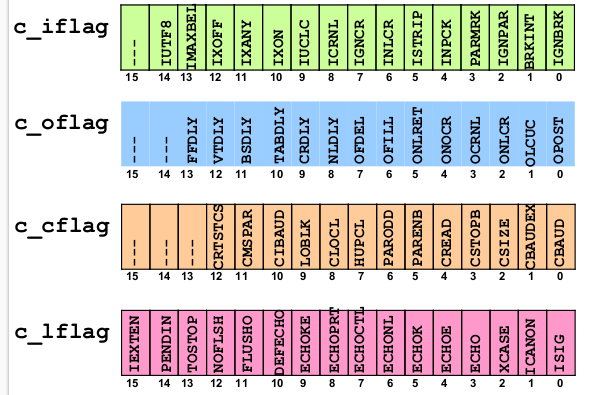 c_iflag
--- IUTF8 IMAXBEL IXOFF IXANY IXON IUCLC ICRNL IGNCR INLCR ISTRIP INPCK PARMRK IGNPAR BRKINT IGNBRK
15 14 13 12 11 10 9 8 7 6 5 4 3 2 1 0
c_oflag
--- --- FFDLY VTDLY BSDLY TABDLY CRDLY NLDLY OFDEL OFILL ONLRET ONOCR OCRNL ONLCR OLCUC OPOST
15 14 13 12 11 10 9 8 7 6 5 4 3 2 1 0
c_cflag
--- --- --- CRTSTCS CMSPAR CIBAUD LOBLK CLOCL HUPCL PARODD PARENB CREAD CSTOPB CSIZE CBAUDEX CBAUD
15 14 13 12 11 10 9 8 7 6 5 4 3 2 1 0
c_lflag
IEXTEN PENDIN TOSTOP NOFLSH FLUSHO DEFECHO ECHOKE ECHOPRT ECHOCTL ECHONL ECHOK ECHOE ECHO XCASE ICANON ISIG
15 14 13 12 11 10 9 8 7 6 5 4 3 2 1 0